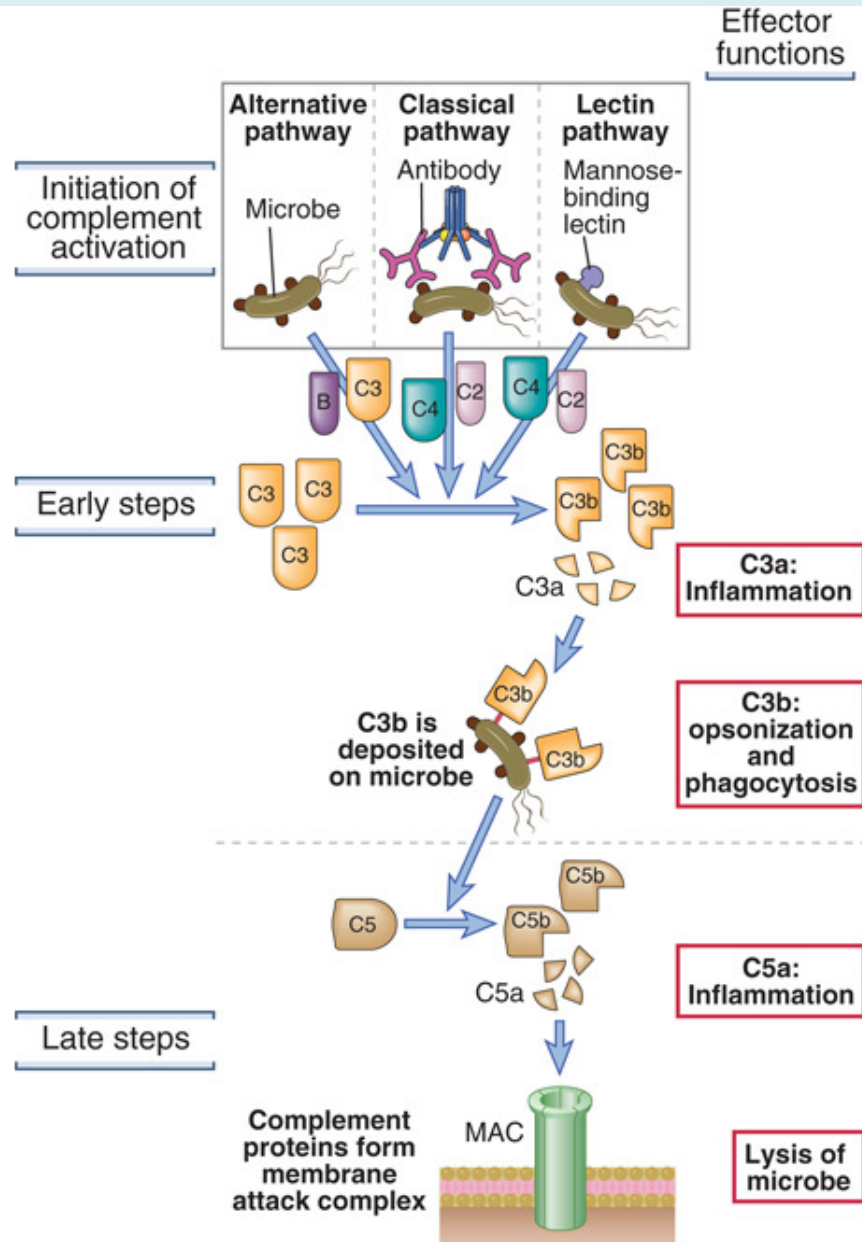 Effector
functions
Alternative
pathway
Classical
pathway
Lectin
pathway
Initiation of
complement
activation
Microbe
Antibody
Mannose-
binding
lectin
B
C3
C4
C2
C4
C2
Early steps
C3
C3
C3
C3b
C3b
C3b
C3a
C3a:
Inflammation
C3b is
deposited
on microbe
C3b
C3b
C3b:
opsonization
and
phagocytosis
C5
C5b
C5b
C5a
C5a:
Inflammation
Late steps
Complement
proteins form
membrane
attack complex
MAC
Lysis of
microbe